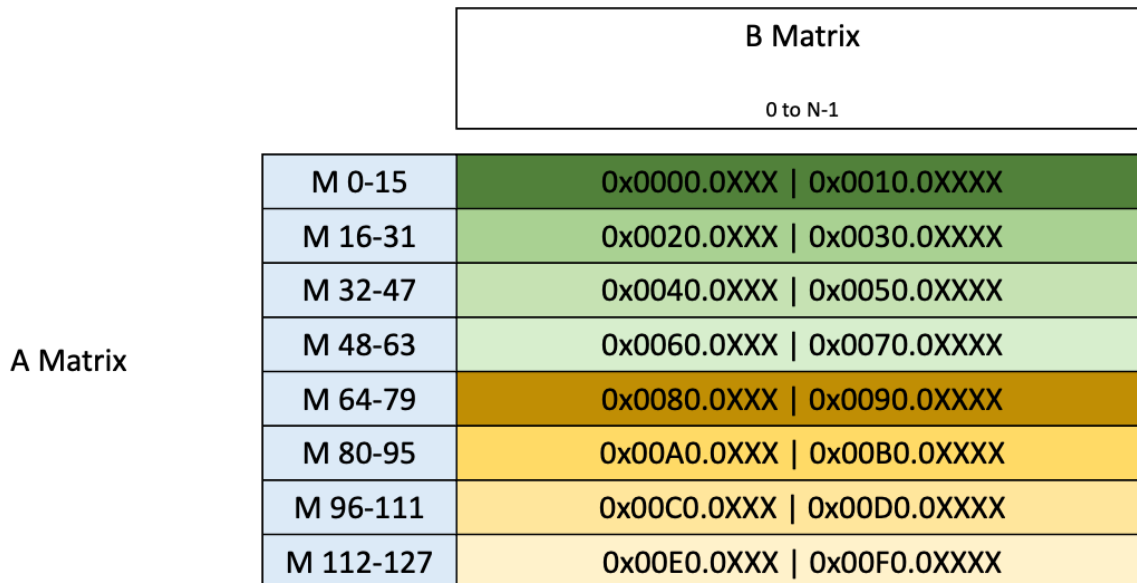 B Matrix
0 to N-1
M 0-15 0x0000.0XXX | 0x0010.0XXXX
M 16-31 0x0020.0XXX | 0x0030.0XXXX
M 32-47 0x0040.0XXX | 0x0050.0XXXX
M 48-63 0x0060.0XXX | 0x0070.0XXXX
A Matrix
M 64-79 0x0080.0XXX | 0x0090.0XXXX
M 80-95 0x00A0.0XXX | 0x00B0.0XXXX
M 96-111 0x00C0.0XXX | 0x00D0.0XXXX
M 112-127 0x00E0.0XXX | 0x00F0.0XXXX